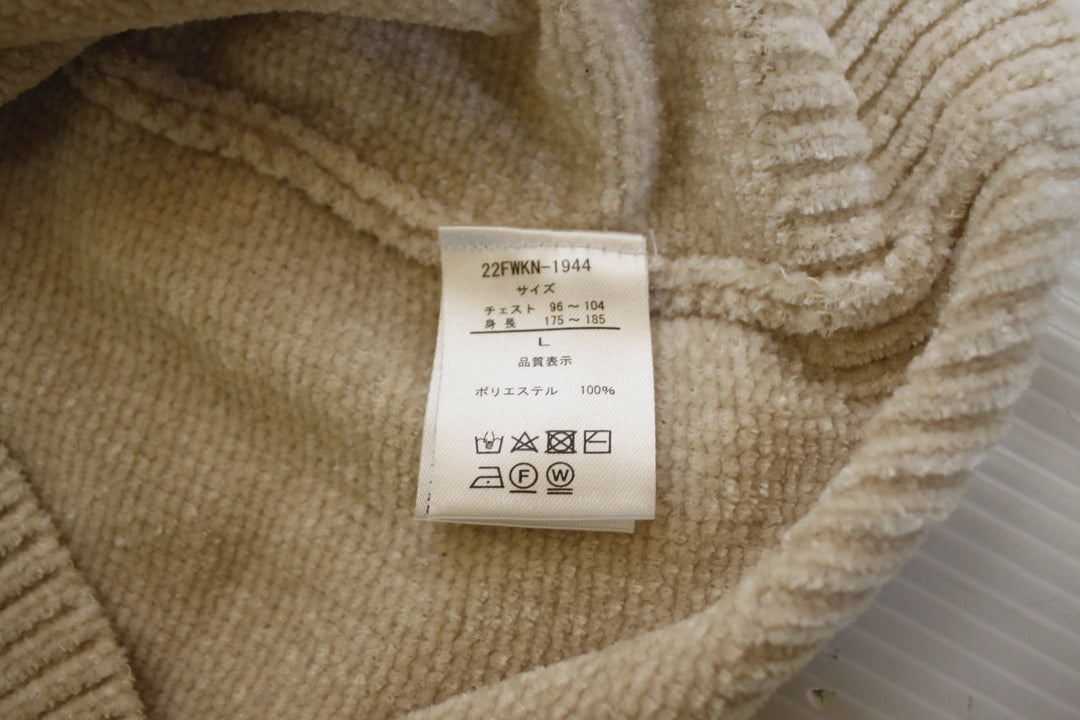 22FWKN-1944
サイズ
チェスト 96〜104
身長 175〜185
L
品質表示
ポリエステル 100%
F W